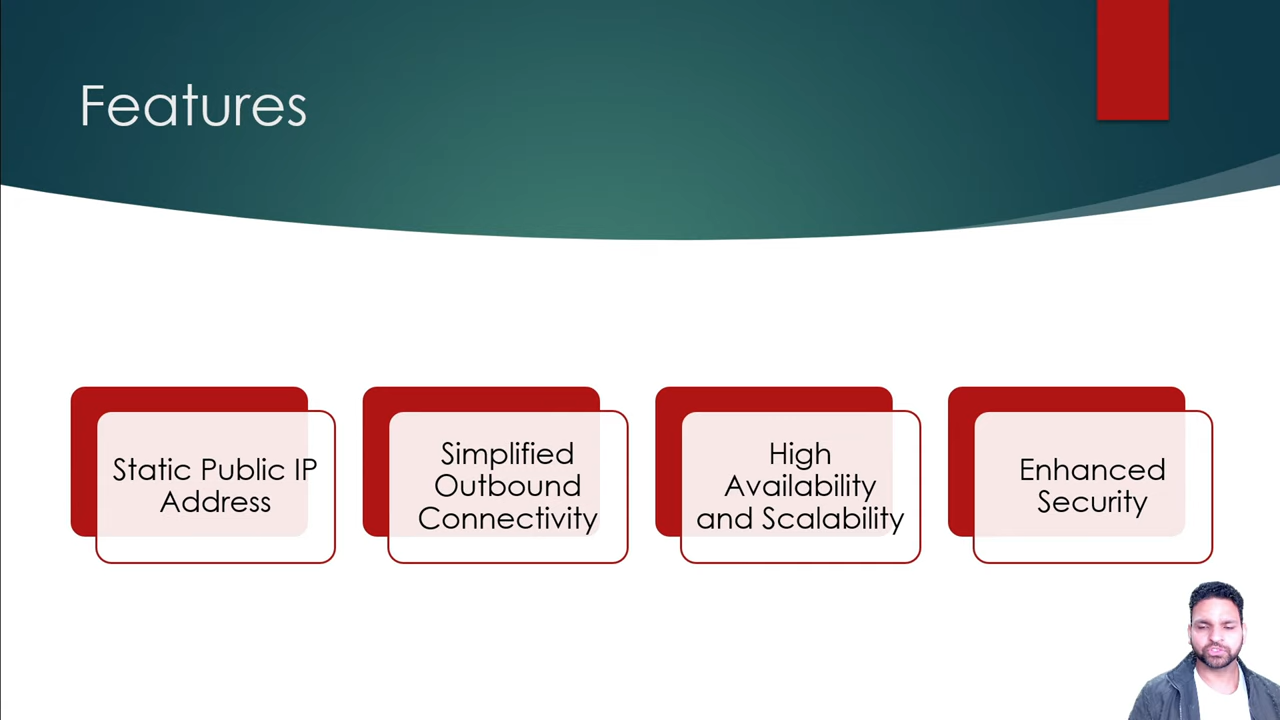 Features
Static Public IP
Address
Simplified
Outbound
Connectivity
High
Availability
and Scalability
Enhanced
Security